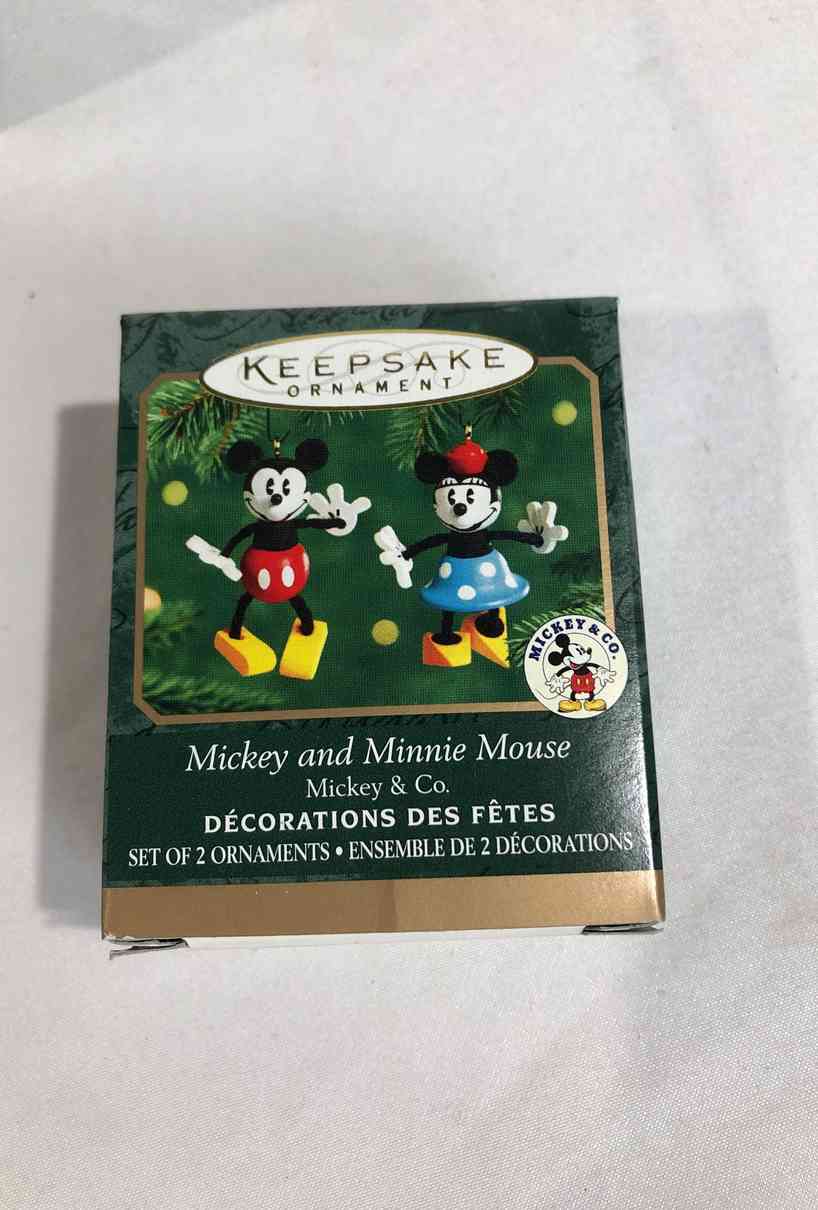 KEEPSAKE
ORNAMENT
MICKEY & CO.
Mickey and Minnie Mouse
Mickey & Co.
DÉCORATIONS DES FÊTES
SET OF 2 ORNAMENTS • ENSEMBLE DE 2 DÉCORATIONS